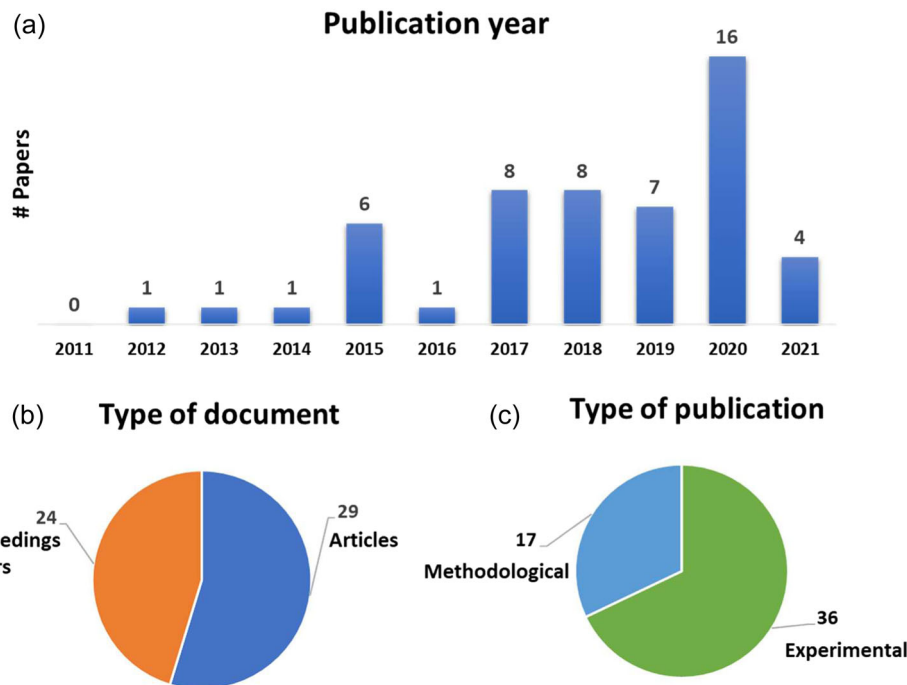 (a) Publication year
# Papers
0 1 1 1 6 1 8 8 7 16 4
2011 2012 2013 2014 2015 2016 2017 2018 2019 2020 2021
(b) Type of document
24
29
Articles
(c) Type of publication
17
Methodological
36
Experimental